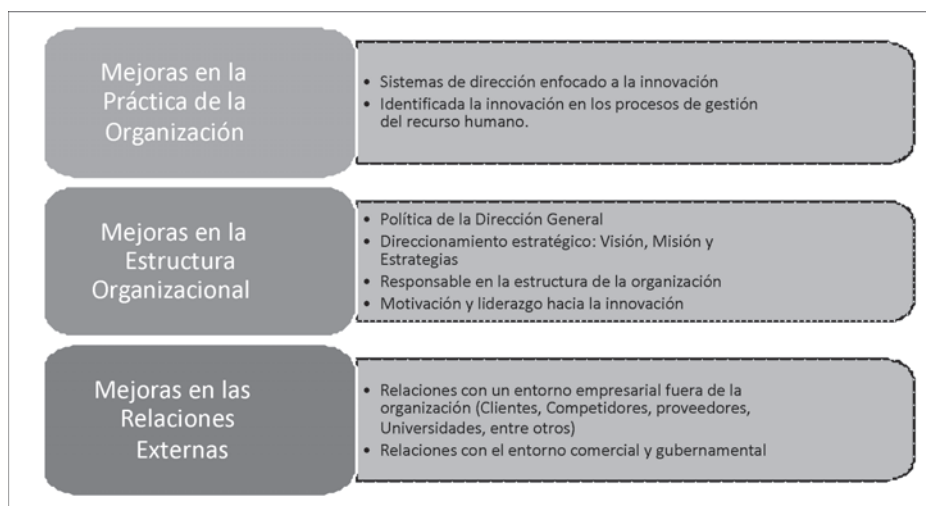 Mejoras en la
Práctica de la
Organización
• Sistemas de dirección enfocado a la innovación
• Identificada la innovación en los procesos de gestión
del recurso humano.
Mejoras en la
Estructura
Organizacional
• Política de la Dirección General
• Direccionamiento estratégico: Visión, Misión y
Estrategias
• Responsable en la estructura de la organización
• Motivación y liderazgo hacia la innovación
Mejoras en las
Relaciones
Externas
• Relaciones con un entorno empresarial fuera de la
organización (Clientes, Competidores, proveedores,
Universidades, entre otros)
• Relaciones con el entorno comercial y gubernamental